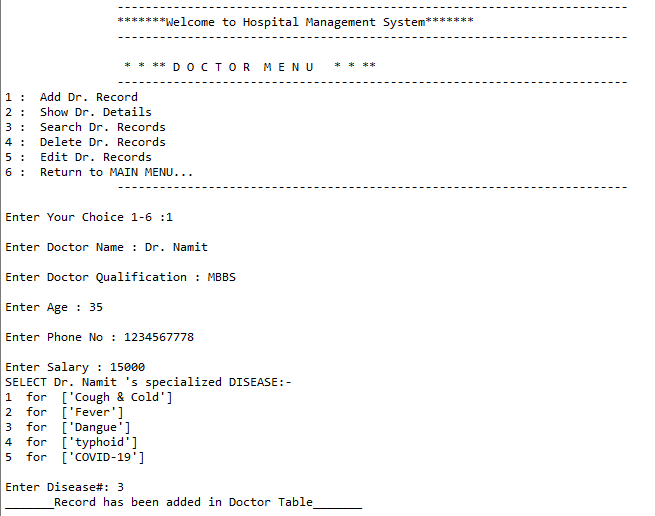 -------------------------------------------------------------------------
*******Welcome to Hospital Management System*******
-------------------------------------------------------------------------
* * ** D O C T O R  M E N U   * * **
-------------------------------------------------------------------------
1 :  Add Dr. Record
2 :  Show Dr. Details
3 :  Search Dr. Records
4 :  Delete Dr. Records
5 :  Edit Dr. Records
6 :  Return to MAIN MENU...
-------------------------------------------------------------------------
Enter Your Choice 1-6 :1
Enter Doctor Name : Dr. Namit
Enter Doctor Qualification : MBBS
Enter Age : 35
Enter Phone No : 1234567778
Enter Salary : 15000
SELECT Dr. Namit 's specialized DISEASE:-
1  for  ['Cough & Cold']
2  for  ['Fever']
3  for  ['Dangue']
4  for  ['typhoid']
5  for  ['COVID-19']
Enter Disease#: 3
_______Record has been added in Doctor Table_______